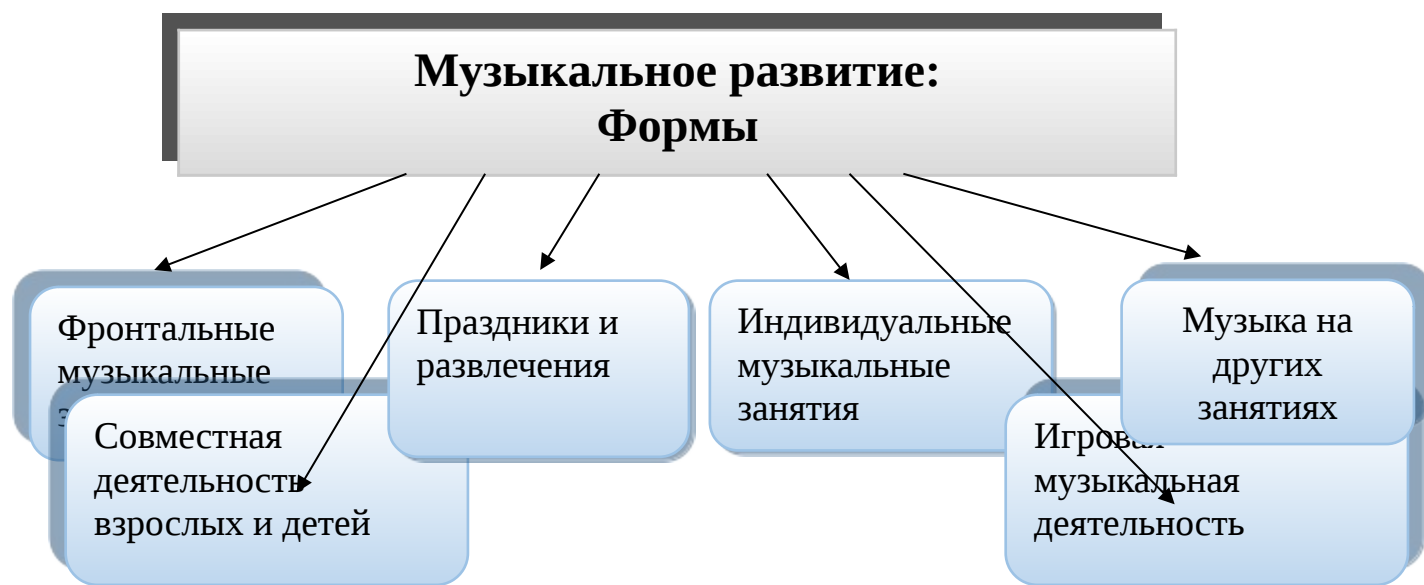 Музыкальное развитие:
Формы
Фронтальные
музыкальные
Совместная
деятельность
взрослых и детей
Праздники и
развлечения
Индивидуальные
музыкальные
занятия
Игровая
музыкальная
деятельность
Музыка на
других
занятиях